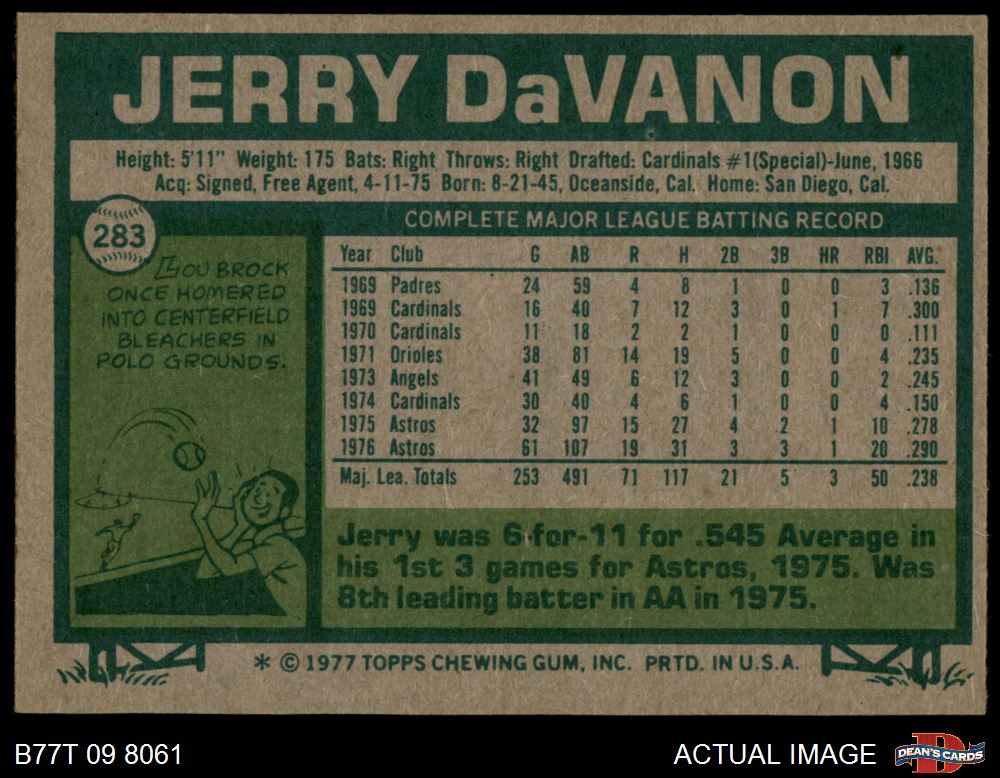 JERRY DaVANON
Height: 5'11" Weight: 175 Bats: Right Throws: Right Drafted: Cardinals #1(Special)-June, 1966
Acq: Signed, Free Agent, 4-11-75 Born: 8-21-45, Oceanside, Cal. Home: San Diego, Cal.
283
LOU BROCK
ONCE HOMERED
INTO CENTERFIELD
BLEACHERS IN
POLO GROUNDS.
COMPLETE MAJOR LEAGUE BATTING RECORD
Year Club G AB R H 2B 3B HR RBI AVG.
1969 Padres 24 59 4 8 1 0 0 3 .136
1969 Cardinals 16 40 7 12 3 0 1 7 .300
1970 Cardinals 11 18 2 2 1 0 0 0 .111
1971 Orioles 38 81 14 19 5 0 0 4 .235
1973 Angels 41 49 6 12 3 0 0 2 .245
1974 Cardinals 30 40 4 6 1 0 0 4 .150
1975 Astros 32 97 15 27 4 2 1 10 .278
1976 Astros 61 107 19 31 3 3 1 20 .290
Maj. Lea. Totals 253 491 71 117 21 5 3 50 .238
Jerry was 6-for-11 for .545 Average in
his 1st 3 games for Astros, 1975. Was
8th leading batter in AA in 1975.
* © 1977 TOPPS CHEWING GUM, INC. PRTD. IN U.S.A.
B77T 09 8061
ACTUAL IMAGE
DEAN'S CARDS